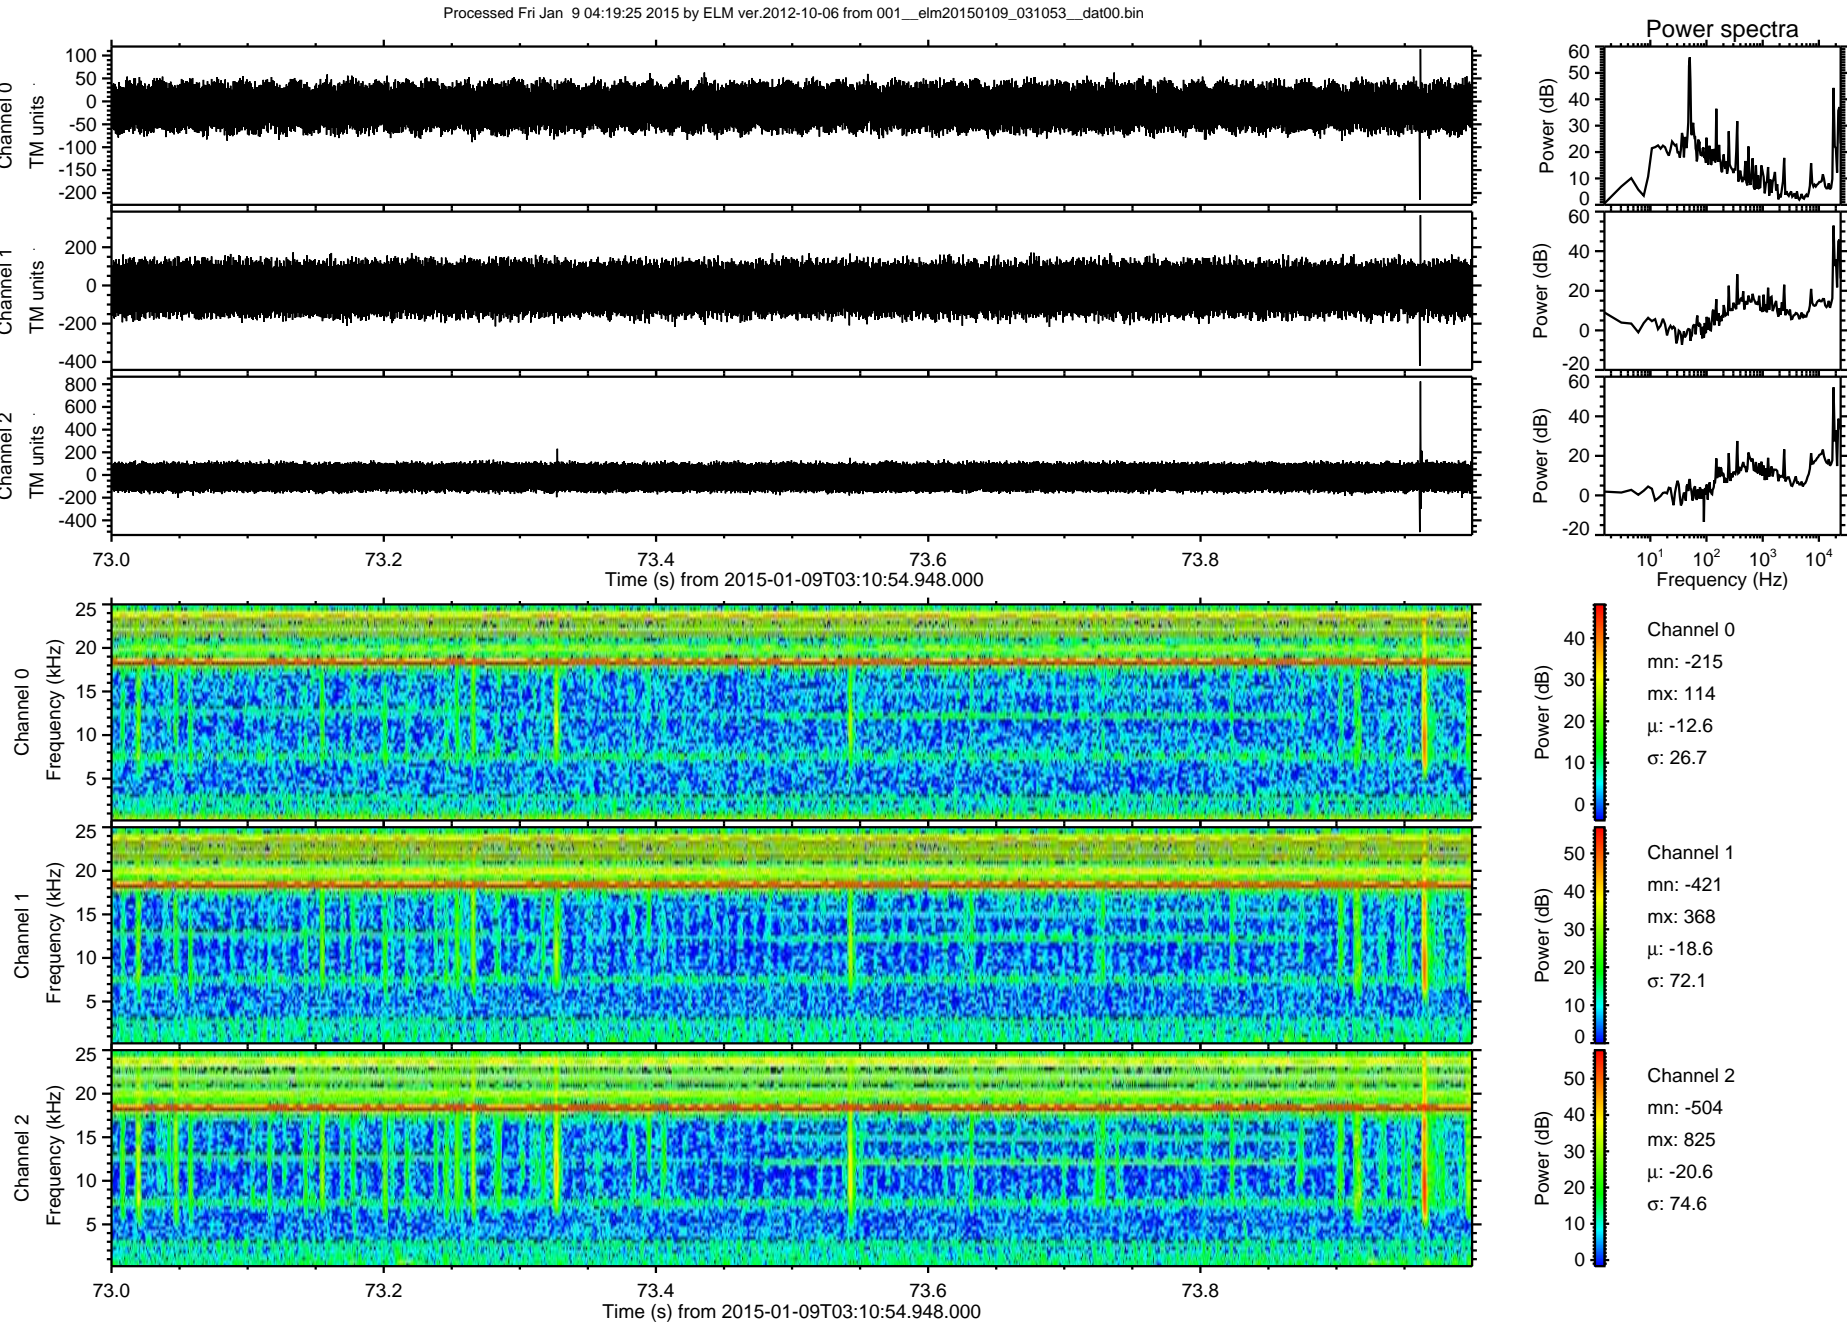 Processed Fri Jan 9 04:19:25 2015 by ELM ver.2012-10-06 from 001__elm20150109_031053__dat00.bin
Power spectra
Channel 0
TM units
100
50
0
-50
-100
-150
-200
Power (dB)
60
50
40
30
20
10
0
Channel 1
TM units
200
0
-200
-400
Power (dB)
60
40
20
0
-20
Channel 2
TM units
800
600
400
200
0
-200
-400
Power (dB)
60
40
20
0
-20
73.0 73.2 73.4 73.6 73.8
Time (s) from 2015-01-09T03:10:54.948.000
10^1 10^2 10^3 10^4
Frequency (Hz)
Channel 0
Frequency (kHz)
25
20
15
10
5
Power (dB)
40
30
20
10
0
Channel 0
mn: -215
mx: 114
μ: -12.6
σ: 26.7
Channel 1
Frequency (kHz)
25
20
15
10
5
Power (dB)
50
40
30
20
10
0
Channel 1
mn: -421
mx: 368
μ: -18.6
σ: 72.1
Channel 2
Frequency (kHz)
25
20
15
10
5
Power (dB)
50
40
30
20
10
0
Channel 2
mn: -504
mx: 825
μ: -20.6
σ: 74.6
73.0 73.2 73.4 73.6 73.8
Time (s) from 2015-01-09T03:10:54.948.000